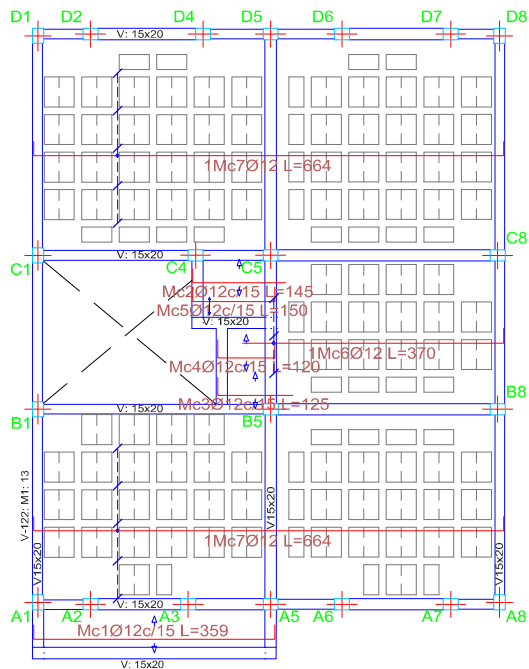 D1 D2 D4 D5 D6 D7 D8
V: 15x20
1Mc7Ø12 L=664
C8
V: 15x20
C1 C4 C5
Mc2Ø12c/15 L=145
Mc5Ø12c/15 L=150
V: 15x20
1Mc6Ø12 L=370
Mc4Ø12c/15 L=120
B8
Mc3Ø12c/15 L=125
V: 15x20
B1 B5
V-122: M1: 13
V15x20
1Mc7Ø12 L=664
V15x20
V15x20
V: 15x20
A1 A2 A3 A5 A6 A7 A8
Mc1Ø12c/15 L=359
V: 15x20